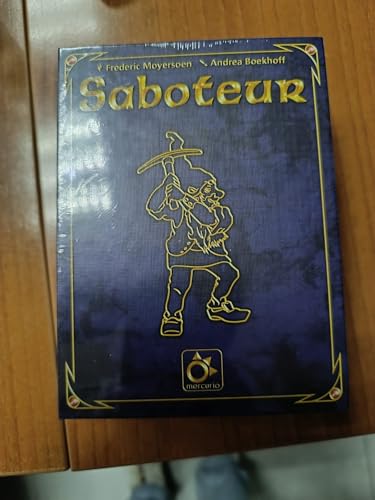 Frederic Moyersoen Andrea Boekhoff
Saboteur
mercurio